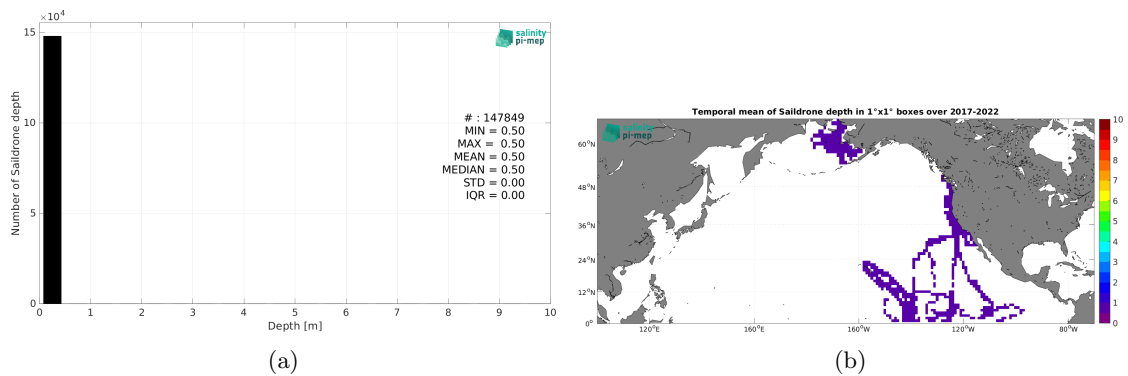 ×10⁴
15
10
5
0
Number of Saildrone depth
salinity
pi-mep
# : 147849
MIN = 0.50
MAX = 0.50
MEAN = 0.50
MEDIAN = 0.50
STD = 0.00
IQR = 0.00
0 1 2 3 4 5 6 7 8 9 10
Depth [m]
(a)
Temporal mean of Saildrone depth in 1°x1° boxes over 2017-2022
salinity
pi-mep
60°N
48°N
36°N
24°N
12°N
0°
120°E 160°E 160°W 120°W 80°W
10
9
8
7
6
5
4
3
2
1
0
(b)